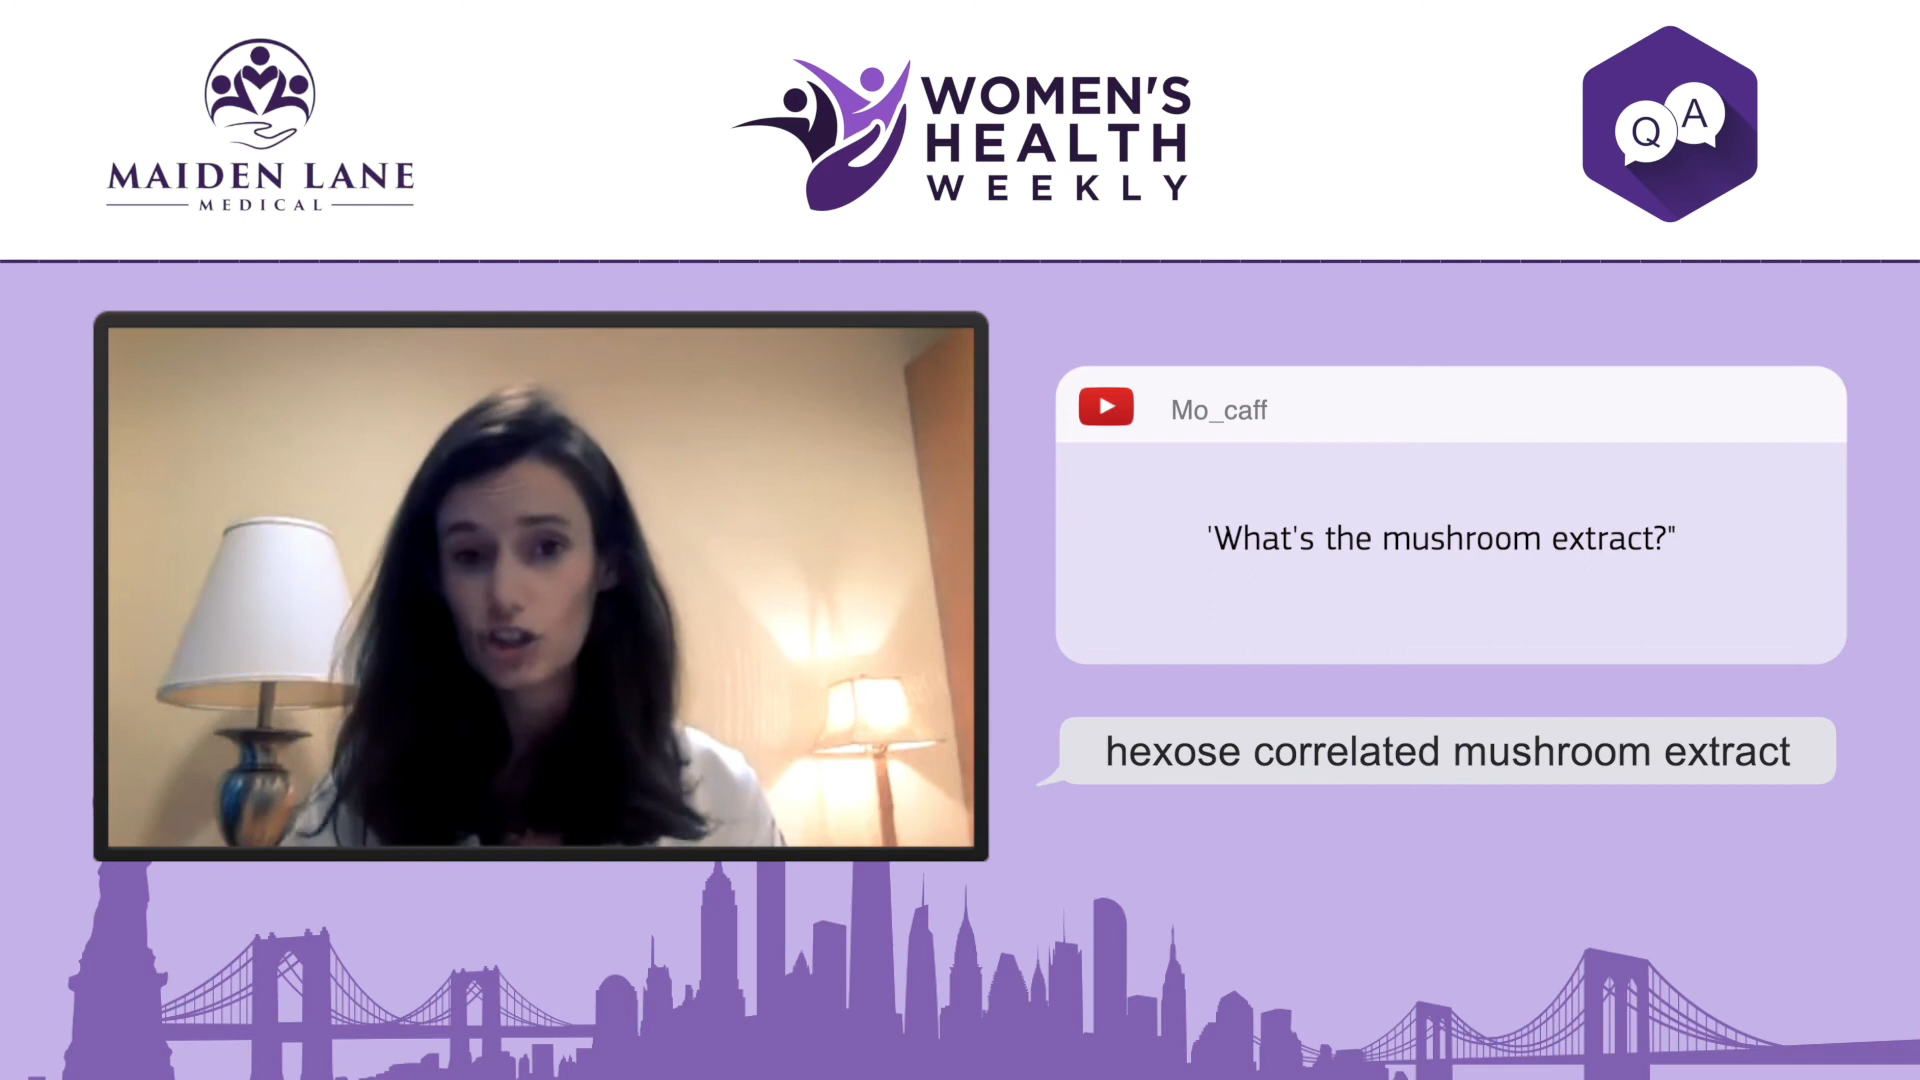 MAIDEN LANE
MEDICAL
WOMEN'S
HEALTH
WEEKLY
Q
A
Mo_caff
'What's the mushroom extract?"
hexose correlated mushroom extract